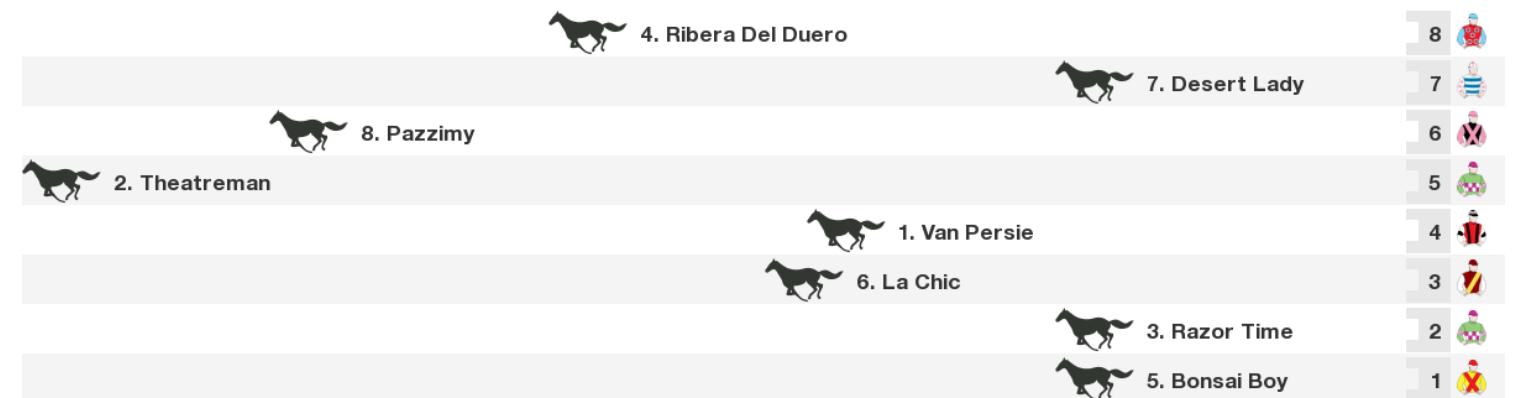 4. Ribera Del Duero 8
7. Desert Lady 7
8. Pazzimy 6
2. Theatreman 5
1. Van Persie 4
6. La Chic 3
3. Razor Time 2
5. Bonsai Boy 1